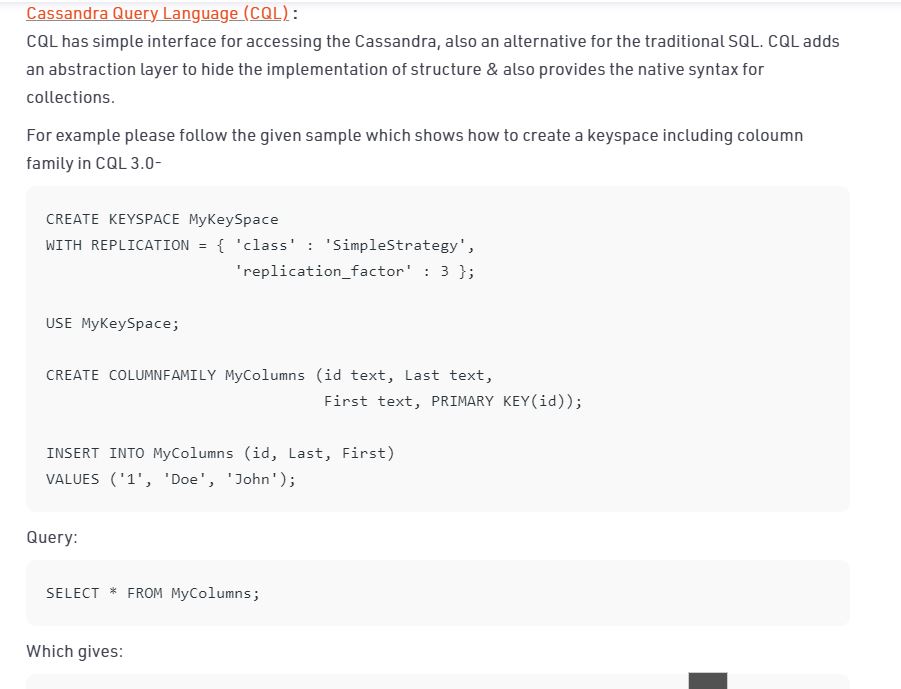 Cassandra Query Language (CQL) :
CQL has simple interface for accessing the Cassandra, also an alternative for the traditional SQL. CQL adds
an abstraction layer to hide the implementation of structure & also provides the native syntax for
collections.
For example please follow the given sample which shows how to create a keyspace including coloumn
family in CQL 3.0-
CREATE KEYSPACE MyKeySpace
WITH REPLICATION = { 'class' : 'SimpleStrategy',
'replication_factor' : 3 };
USE MyKeySpace;
CREATE COLUMNFAMILY MyColumns (id text, Last text,
First text, PRIMARY KEY(id));
INSERT INTO MyColumns (id, Last, First)
VALUES ('1', 'Doe', 'John');
Query:
SELECT * FROM MyColumns;
Which gives: